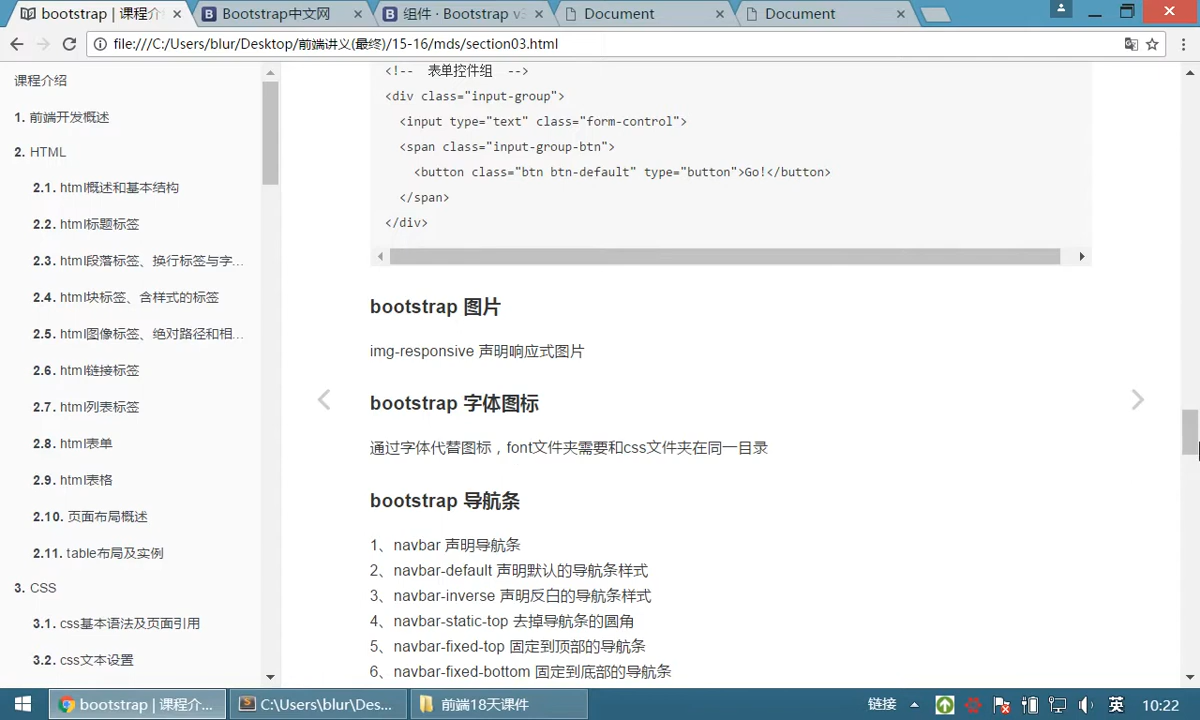 bootstrap | 课程介
Bootstrap中文网
组件 · Bootstrap v3
Document
Document
file:///C:/Users/blur/Desktop/前端讲义(最终)/15-16/mds/section03.html
课程介绍
1. 前端开发概述
2. HTML
2.1. html概述和基本结构
2.2. html标题标签
2.3. html段落标签、换行标签与字...
2.4. html块标签、含样式的标签
2.5. html图像标签、绝对路径和相...
2.6. html链接标签
2.7. html列表标签
2.8. html表单
2.9. html表格
2.10. 页面布局概述
2.11. table布局及实例
3. CSS
3.1. css基本语法及页面引用
3.2. css文本设置
<!-- 表单控件组 -->
<div class="input-group">
<input type="text" class="form-control">
<span class="input-group-btn">
<button class="btn btn-default" type="button">Go!</button>
</span>
</div>
bootstrap 图片
img-responsive 声明响应式图片
bootstrap 字体图标
通过字体代替图标，font文件夹需要和css文件夹在同一目录
bootstrap 导航条
1、navbar 声明导航条
2、navbar-default 声明默认的导航条样式
3、navbar-inverse 声明反白的导航条样式
4、navbar-static-top 去掉导航条的圆角
5、navbar-fixed-top 固定到顶部的导航条
6、navbar-fixed-bottom 固定到底部的导航条
bootstrap | 课程介...
C:\Users\blur\Des...
前端18天课件
链接
英
10:22